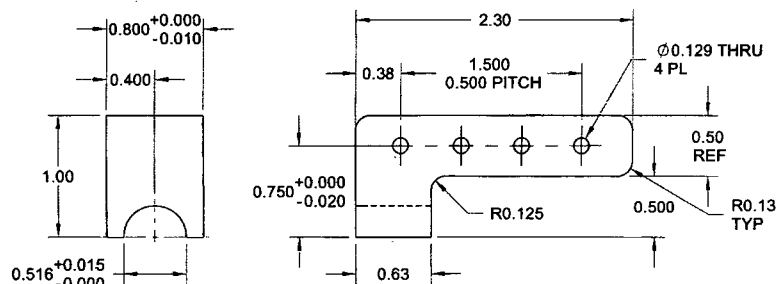 0.800 +0.000
-0.010
2.30
0.400
0.38
1.500
0.500 PITCH
Ø0.129 THRU
4 PL
1.00
0.750 +0.000
-0.020
0.50
REF
R0.125
0.500
R0.13
TYP
0.516 +0.015
-0.000
0.63